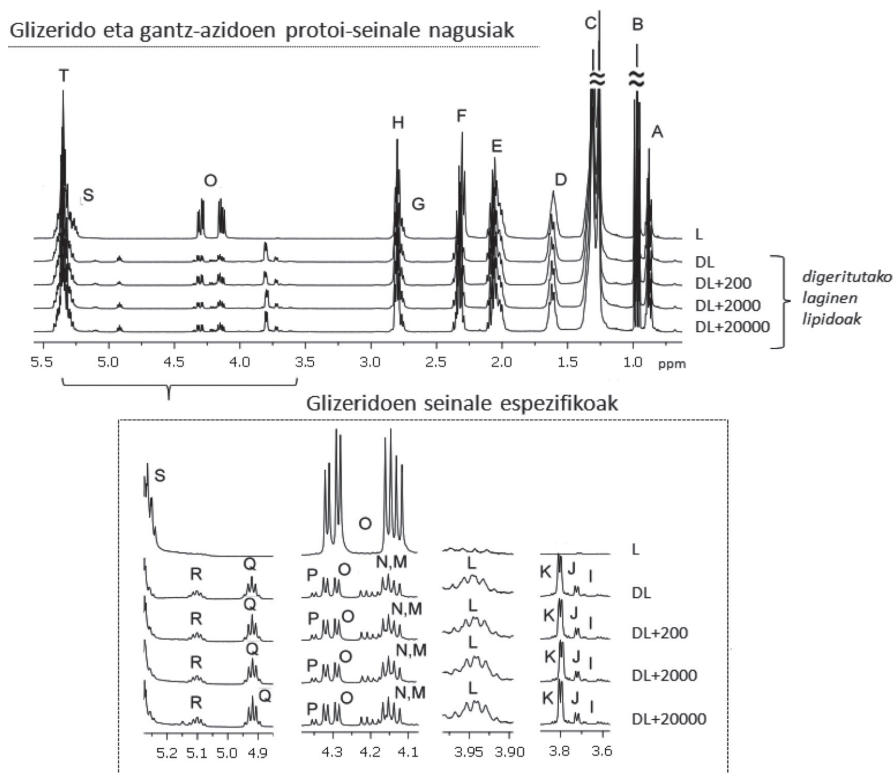 Glizerido eta gantz-azidoen protoi-seinale nagusiak
C
B
T
H
F
E
A
S
O
G
D
L
DL
DL+200
DL+2000
DL+20000
digeritutako
laginen
lipidoak
5.5 5.0 4.5 4.0 3.5 3.0 2.5 2.0 1.5 1.0 ppm
Glizeridoen seinale espezifikoak
S
O
L
R Q P O N,M L K J I
DL
R Q P O N,M L K J I
DL+200
R Q P O N,M L K J I
DL+2000
R Q P O N,M L K J I
DL+20000
5.2 5.1 5.0 4.9 4.3 4.2 4.1 3.95 3.90 3.8 3.6